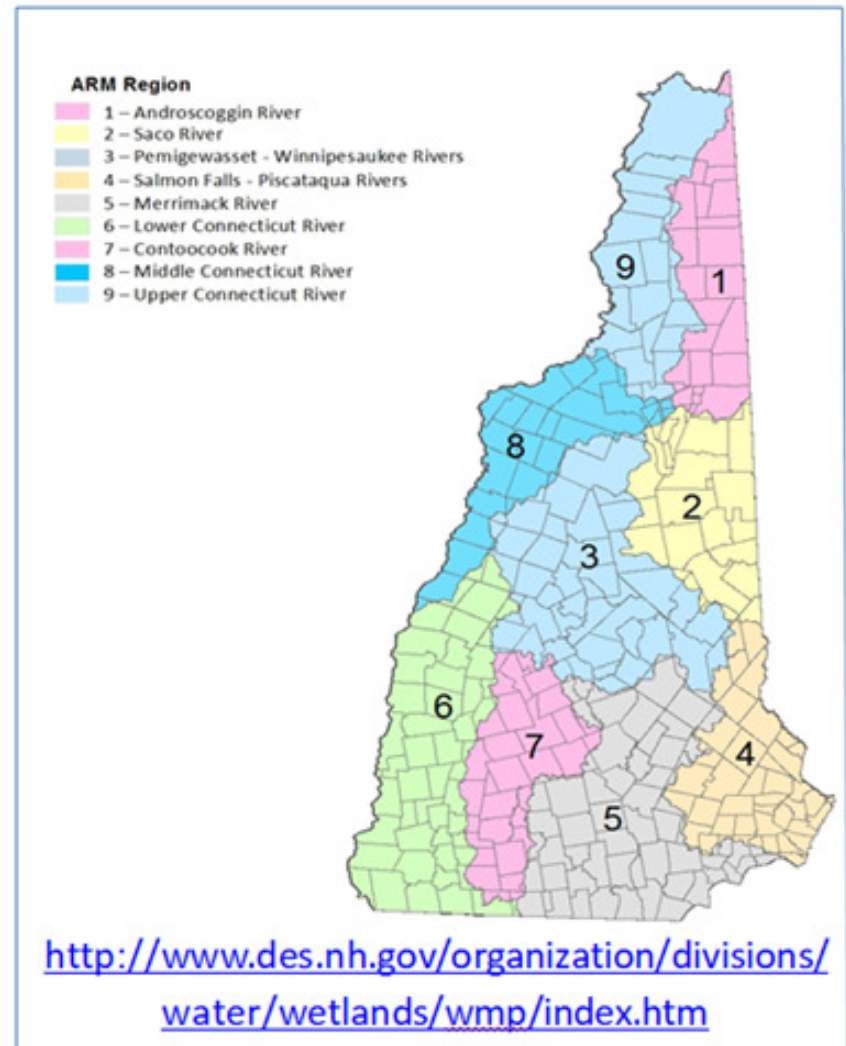 ARM Region
1 – Androscoggin River
2 – Saco River
3 – Pemigewasset - Winnipesaukee Rivers
4 – Salmon Falls - Piscataqua Rivers
5 – Merrimack River
6 – Lower Connecticut River
7 – Contoocook River
8 – Middle Connecticut River
9 – Upper Connecticut River
9
1
8
2
3
6
7
4
5
http://www.des.nh.gov/organization/divisions/
water/wetlands/wmp/index.htm